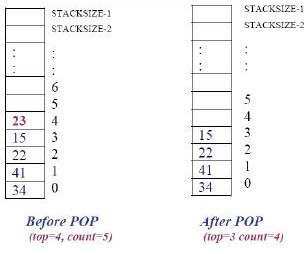 STACKSIZE-1 STACKSIZE-1
STACKSIZE-2 STACKSIZE-2
: : : :
: : : :
6
5 5
23 4 4
15 3 15 3
22 2 22 2
41 1 41 1
34 0 34 0
Before POP After POP
(top=4, count=5) (top=3 count=4)